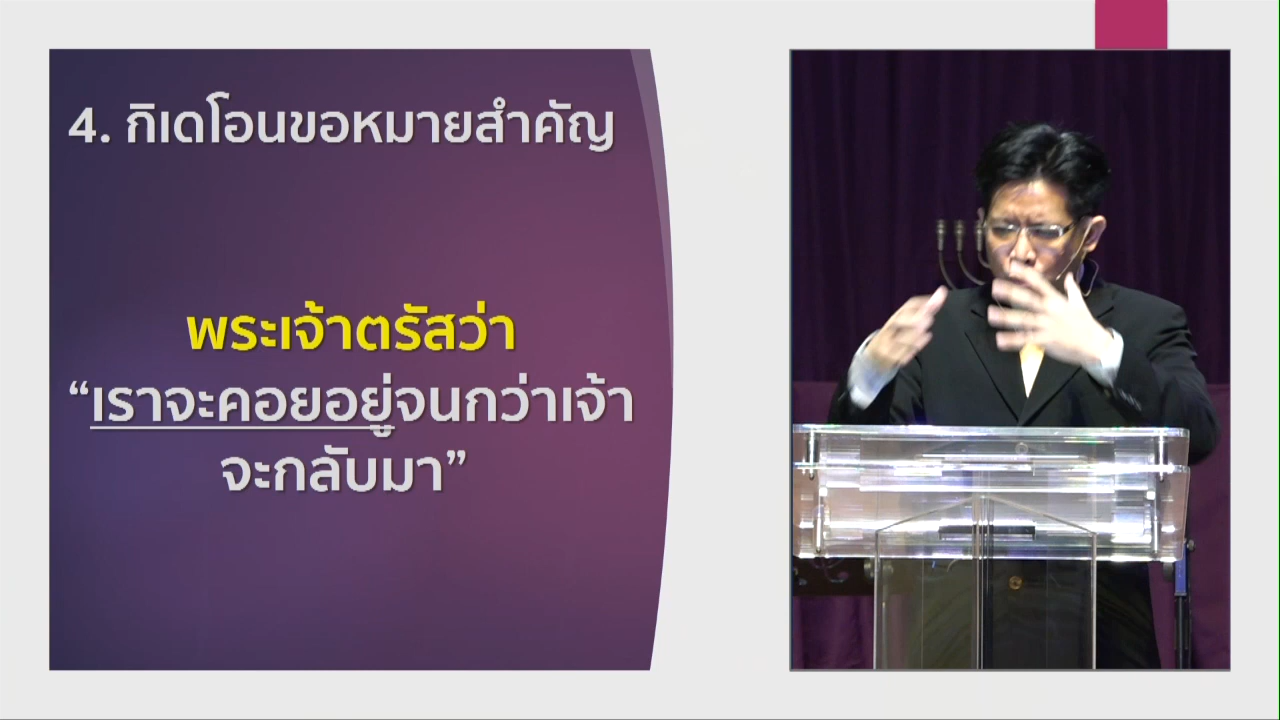 4. กิเดโอนขอหมายสำคัญ
พระเจ้าตรัสว่า
“เราจะคอยอยู่จนกว่าเจ้า
จะกลับมา”